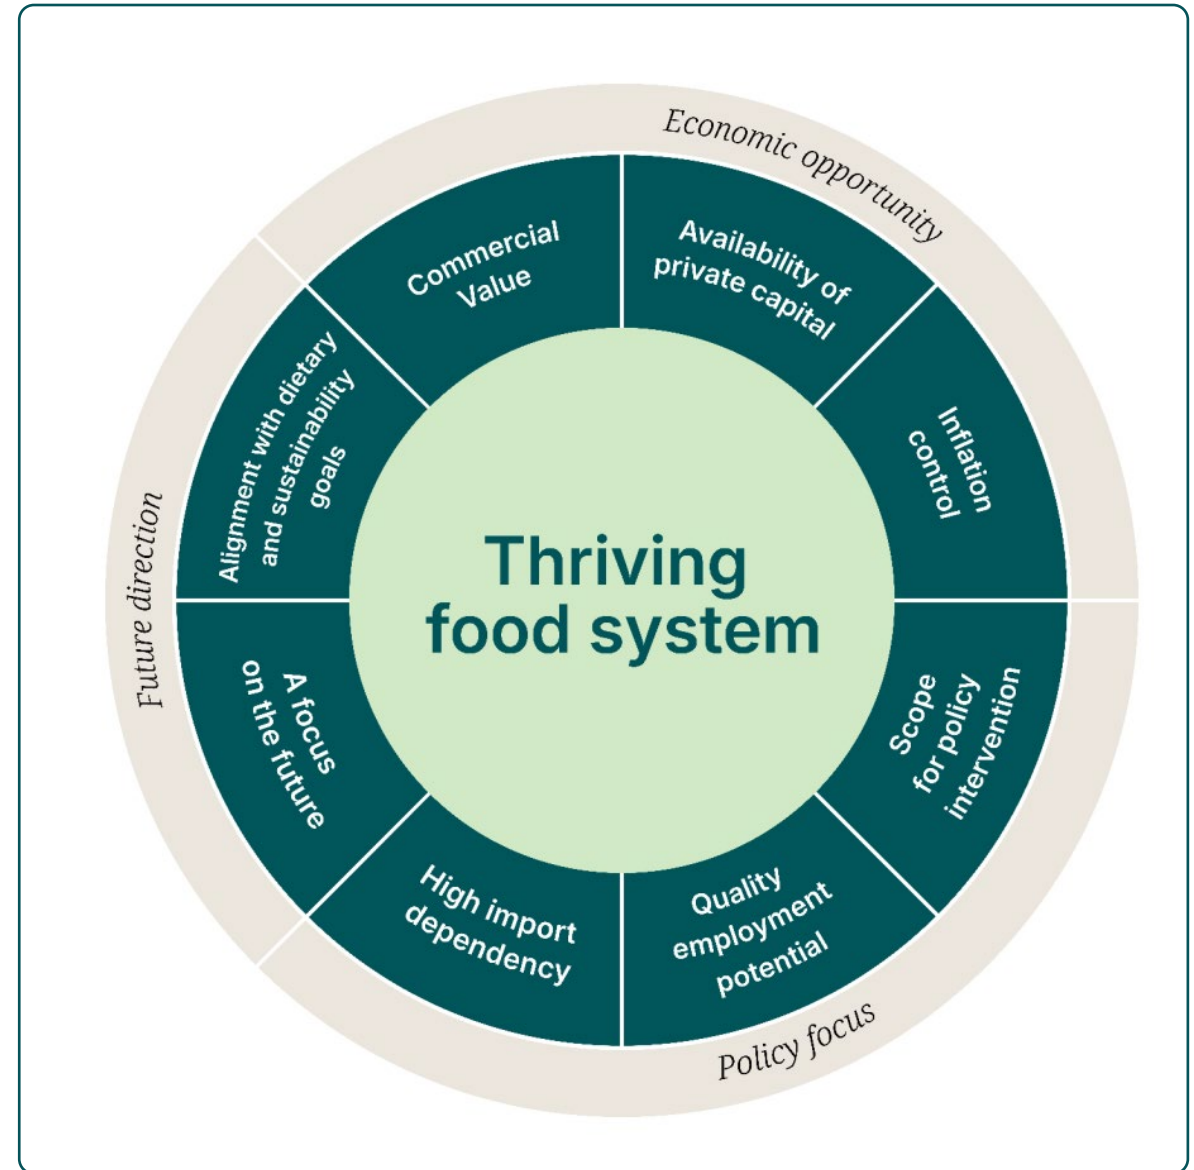 Economic opportunity
Commercial
Value
Availability of
private capital
Inflation
control
Scope
for policy
intervention
Quality
employment
potential
Policy focus
High import
dependency
A focus
on the future
Future direction
Alignment with dietary
and sustainability
goals
Thriving
food system